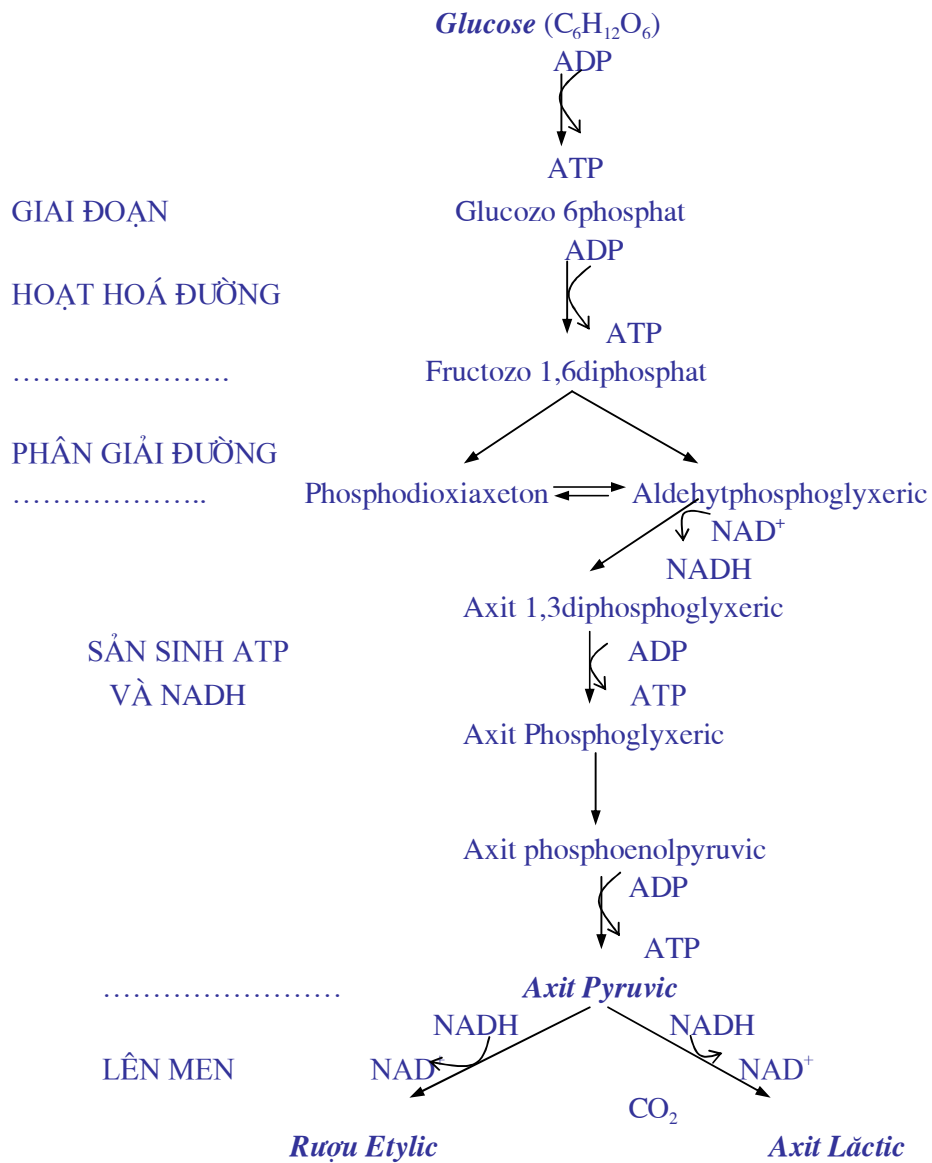 Glucose (C₆H₁₂O₆)
ADP
ATP
GIAI ĐOẠN Glucozo 6phosphat
ADP
HOẠT HOÁ ĐƯỜNG
ATP
………………….. Fructozo 1,6diphosphat
PHÂN GIẢI ĐƯỜNG
……………….. Phosphodioxiaxeton Aldehytphosphoglyxeric
NAD⁺
NADH
Axit 1,3diphosphoglyxeric
SẢN SINH ATP ADP
VÀ NADH ATP
Axit Phosphoglyxeric
Axit phosphoenolpyruvic
ADP
ATP
…………………… Axit Pyruvic
NADH NADH
LÊN MEN NAD⁺ NAD⁺
CO₂
Rượu Etylic Axit Lăctic